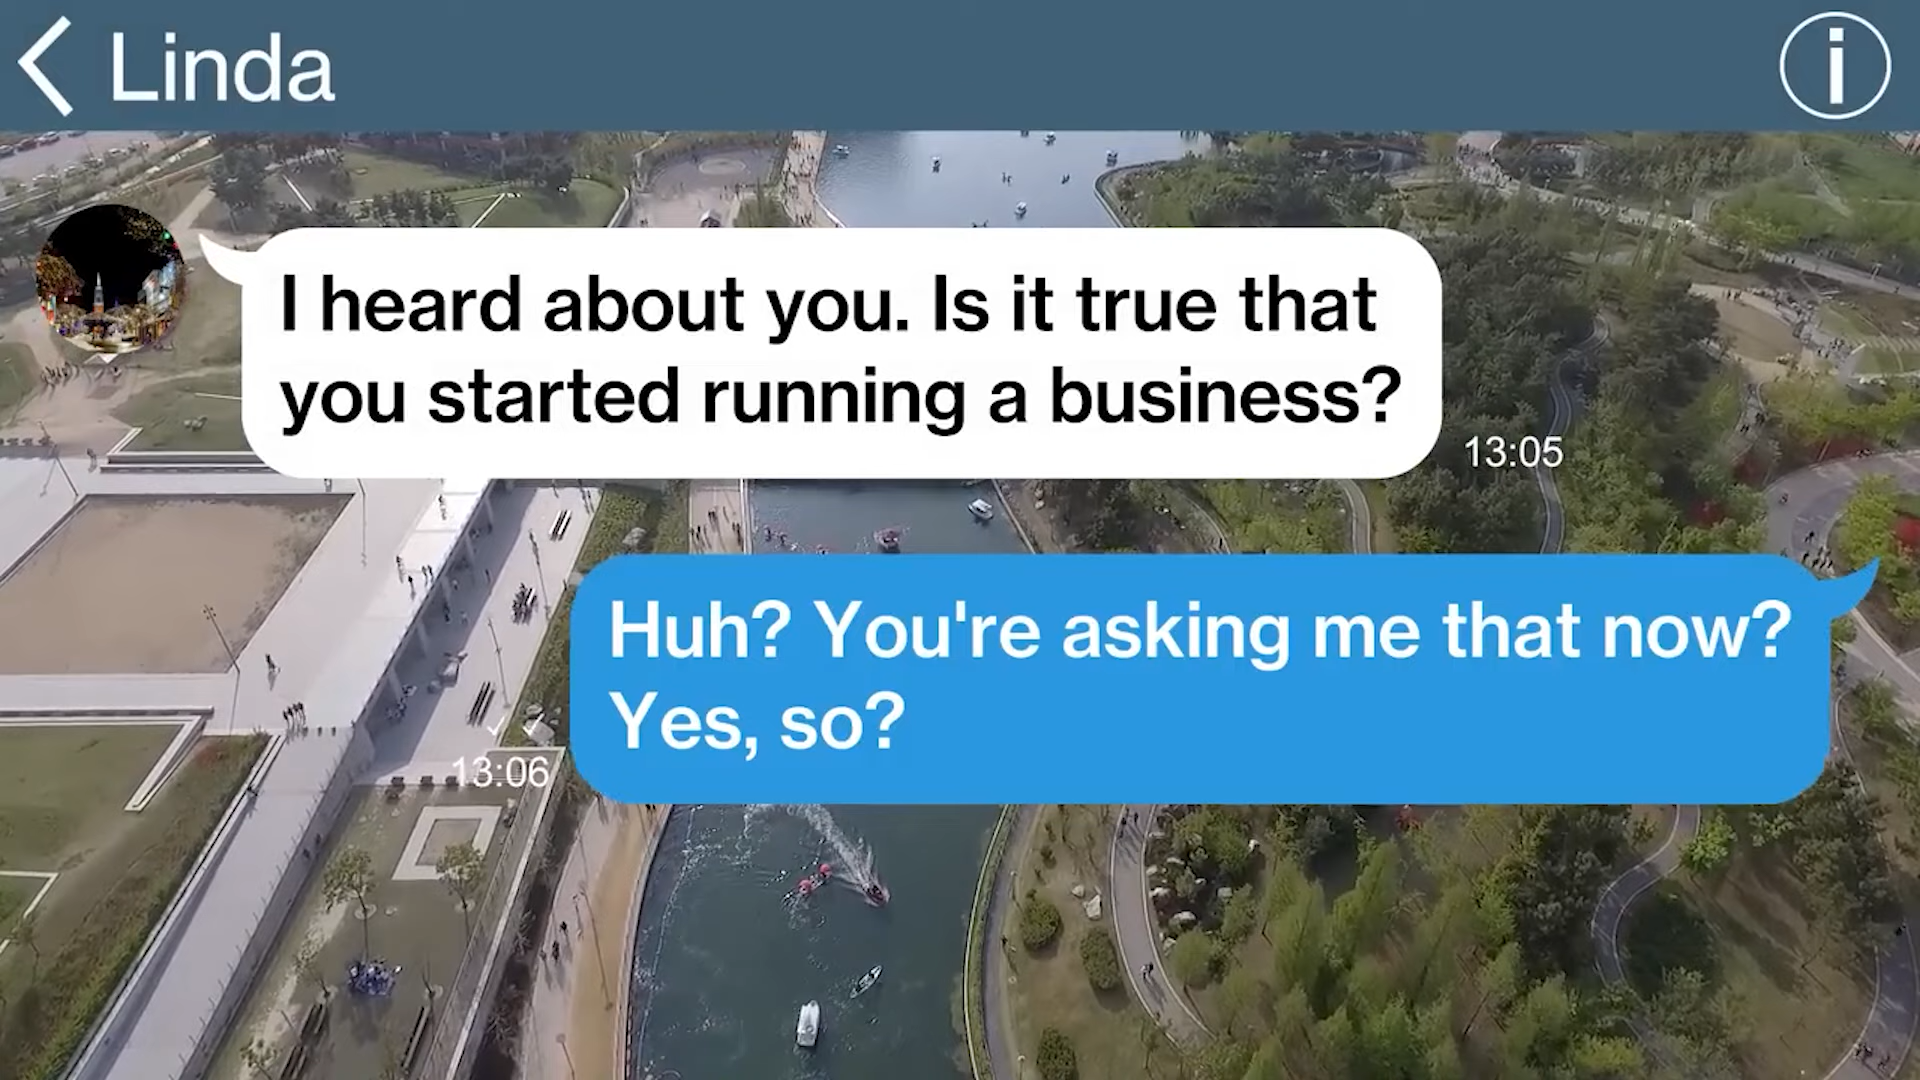 Linda
I heard about you. Is it true that
you started running a business?
13:05
Huh? You're asking me that now?
Yes, so?
13:06